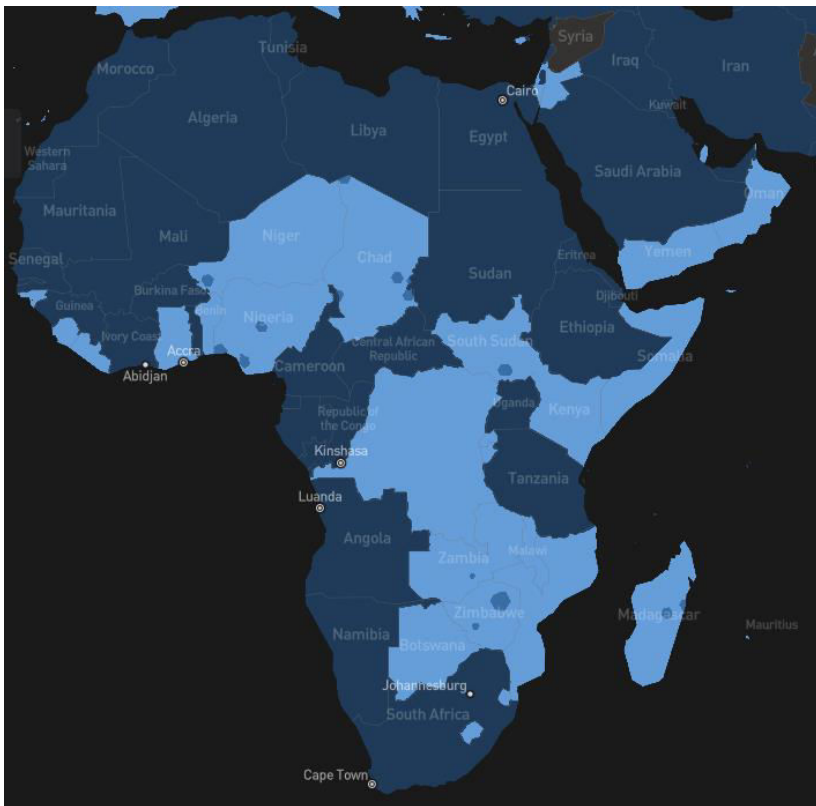 Syria
Tunisia
Iraq
Iran
Morocco
Cairo
Kuwait
Algeria
Libya
Egypt
Western
Sahara
Saudi Arabia
Oman
Mauritania
Mali
Niger
Chad
Yemen
Senegal
Sudan
Eritrea
Burkina Faso
Djibouti
Guinea
Benin
Nigeria
Ethiopia
Ivory Coast
Accra
South Sudan
Central African
Republic
Somalia
Abidjan
Cameroon
Uganda
Kenya
Republic of
the Congo
Kinshasa
Tanzania
Luanda
Angola
Zambia
Malawi
Zimbabwe
Madagascar
Mauritius
Namibia
Botswana
Johannesburg
South Africa
Cape Town